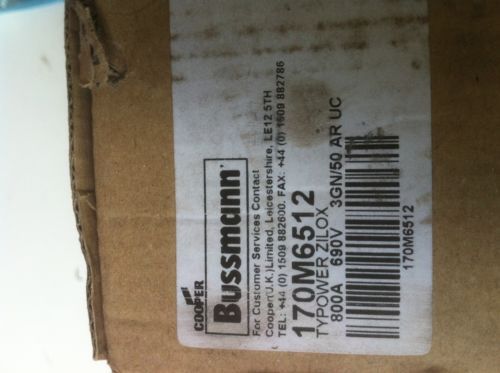 COOPER
Bussmann
For Customer Services Contact
Cooper(U.K.)Limited, Leicestershire, LE12 5TH
TEL: +44 (0) 1509 882600. FAX: +44 (0) 1509 882786
170M6512
TYPOWER ZILOX
800A 690V 3GN/50 AR UC
170M6512